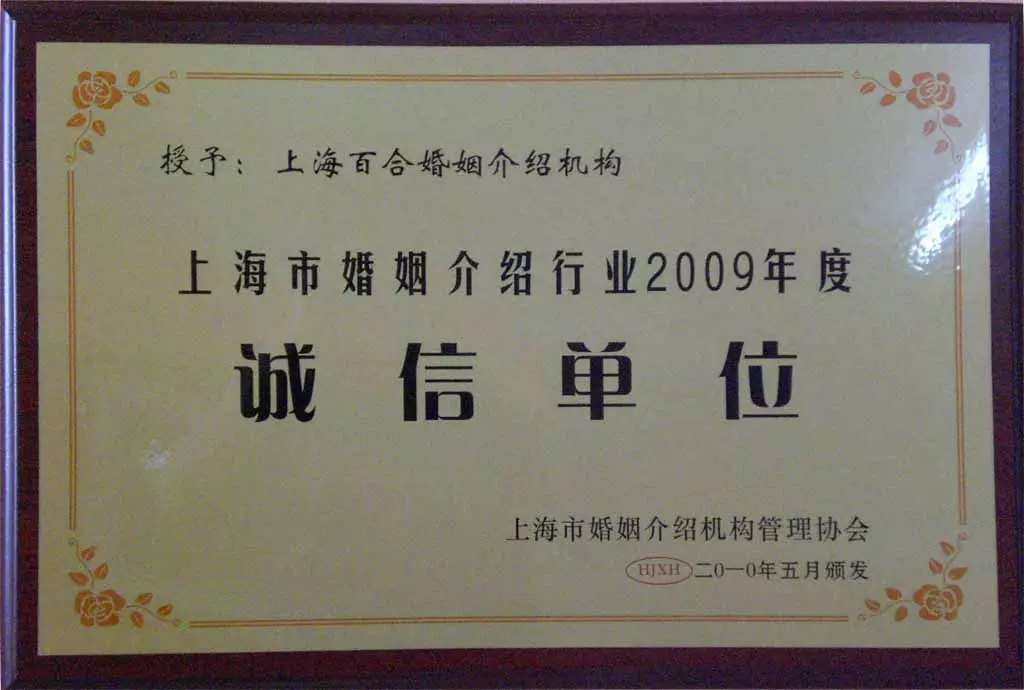 授予：上海百合婚姻介绍机构
上海市婚姻介绍行业2009年度
诚信单位
上海市婚姻介绍机构管理协会
HJXH 二〇一〇年五月颁发